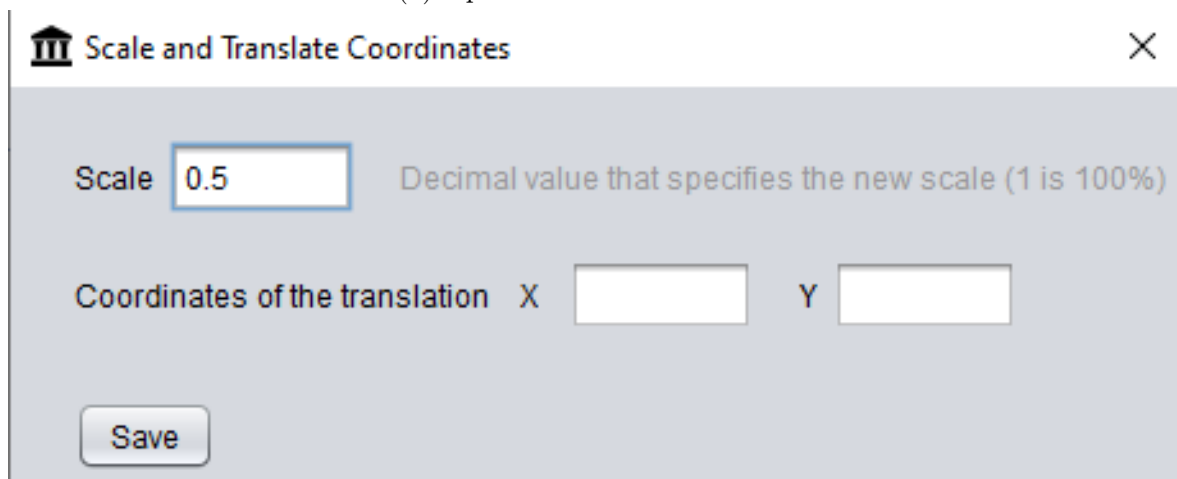 Scale and Translate Coordinates
Scale 0.5 Decimal value that specifies the new scale (1 is 100%)
Coordinates of the translation X Y
Save